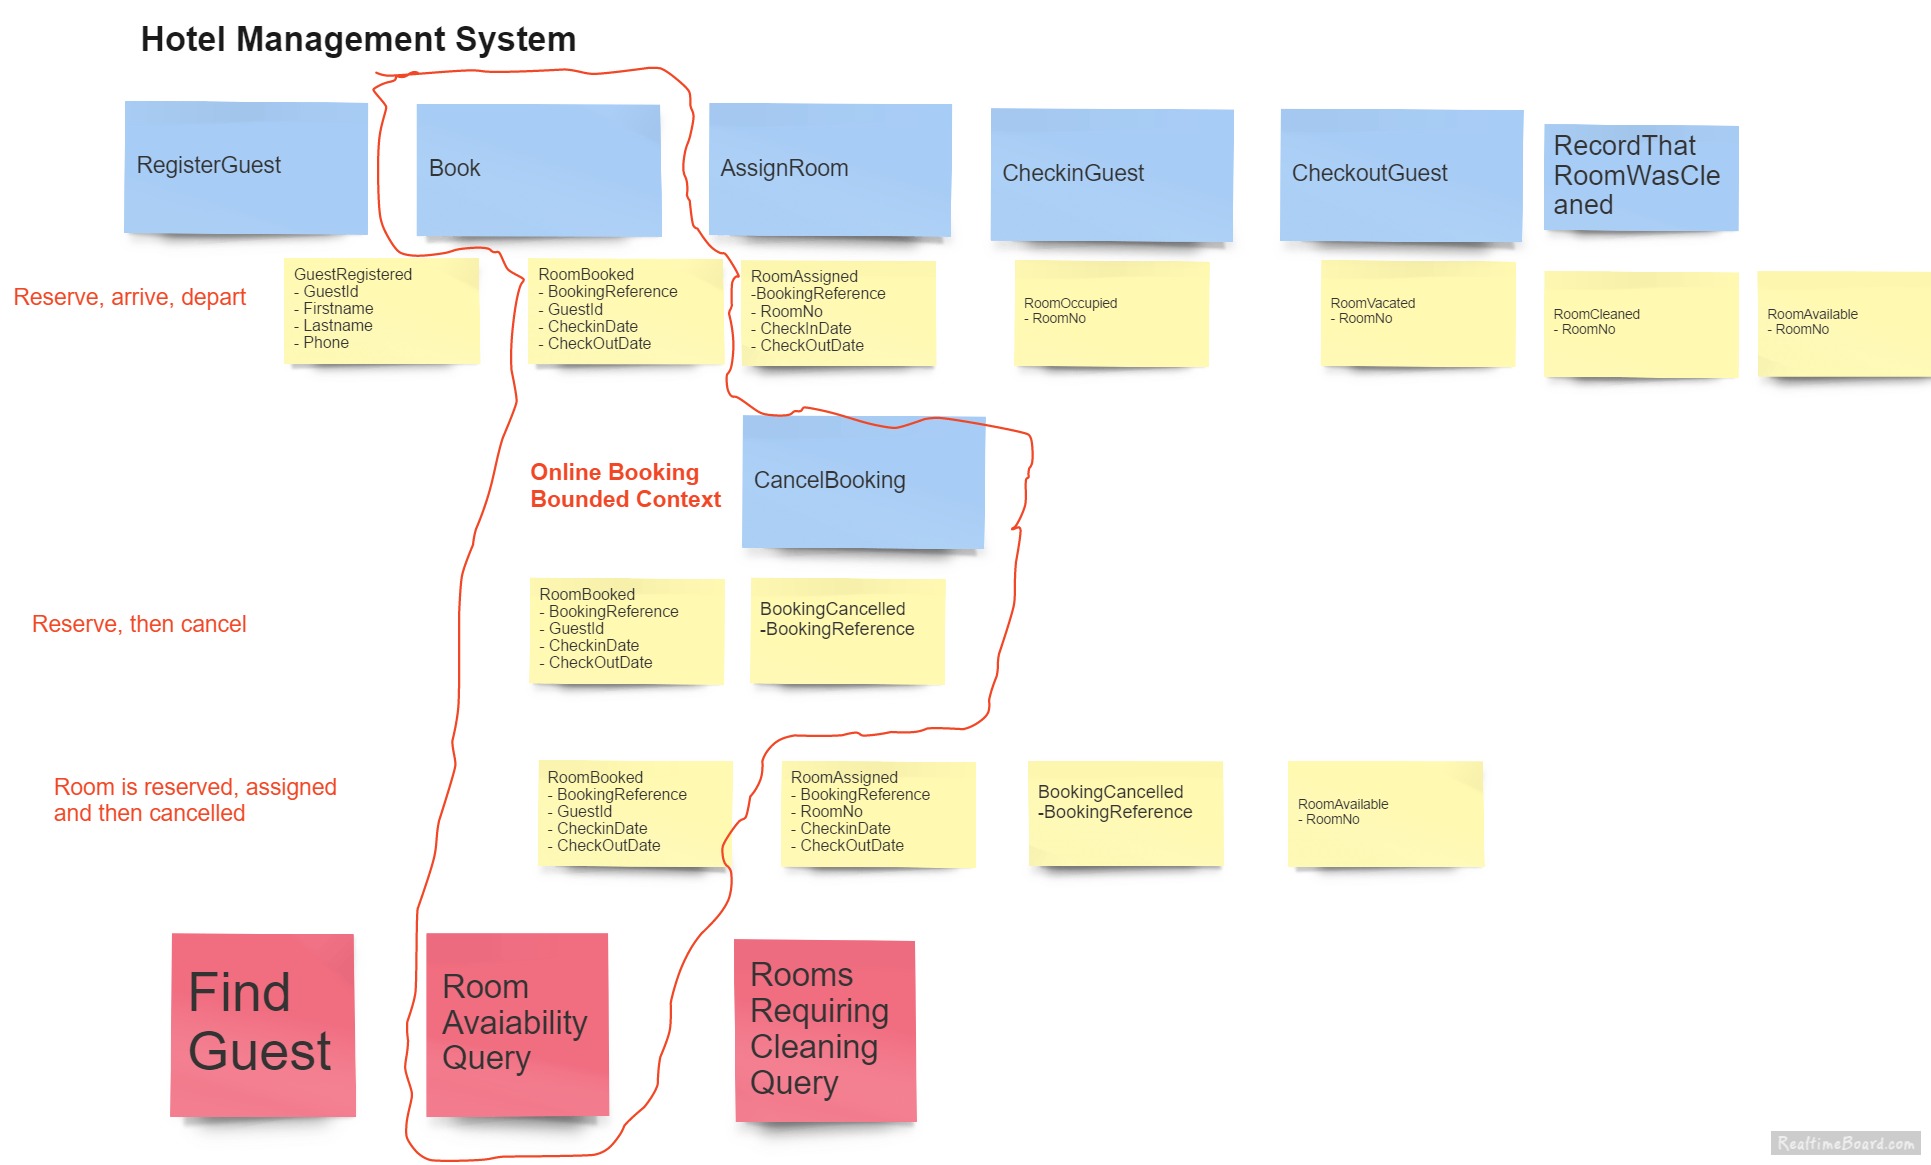 Hotel Management System
RegisterGuest
Book
AssignRoom
CheckinGuest
CheckoutGuest
RecordThat
RoomWasCle
aned
Reserve, arrive, depart
GuestRegistered
- GuestId
- Firstname
- Lastname
- Phone
RoomBooked
- BookingReference
- GuestId
- CheckinDate
- CheckOutDate
RoomAssigned
-BookingReference
- RoomNo
- CheckInDate
- CheckOutDate
RoomOccupied
- RoomNo
RoomVacated
- RoomNo
RoomCleaned
- RoomNo
RoomAvailable
- RoomNo
Online Booking
Bounded Context
CancelBooking
Reserve, then cancel
RoomBooked
- BookingReference
- GuestId
- CheckinDate
- CheckOutDate
BookingCancelled
-BookingReference
Room is reserved, assigned
and then cancelled
RoomBooked
- BookingReference
- GuestId
- CheckinDate
- CheckOutDate
RoomAssigned
- BookingReference
- RoomNo
- CheckinDate
- CheckOutDate
BookingCancelled
-BookingReference
RoomAvailable
- RoomNo
Find
Guest
Room
Avaiability
Query
Rooms
Requiring
Cleaning
Query
RealtimeBoard.com